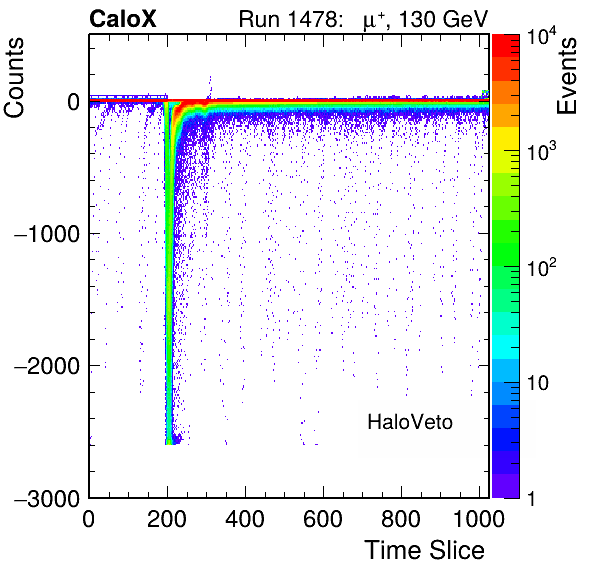 CaloX Run 1478: μ⁺, 130 GeV
Counts
Events
0
−1000
−2000
−3000
10⁴
10³
10²
10
1
HaloVeto
0 200 400 600 800 1000
Time Slice